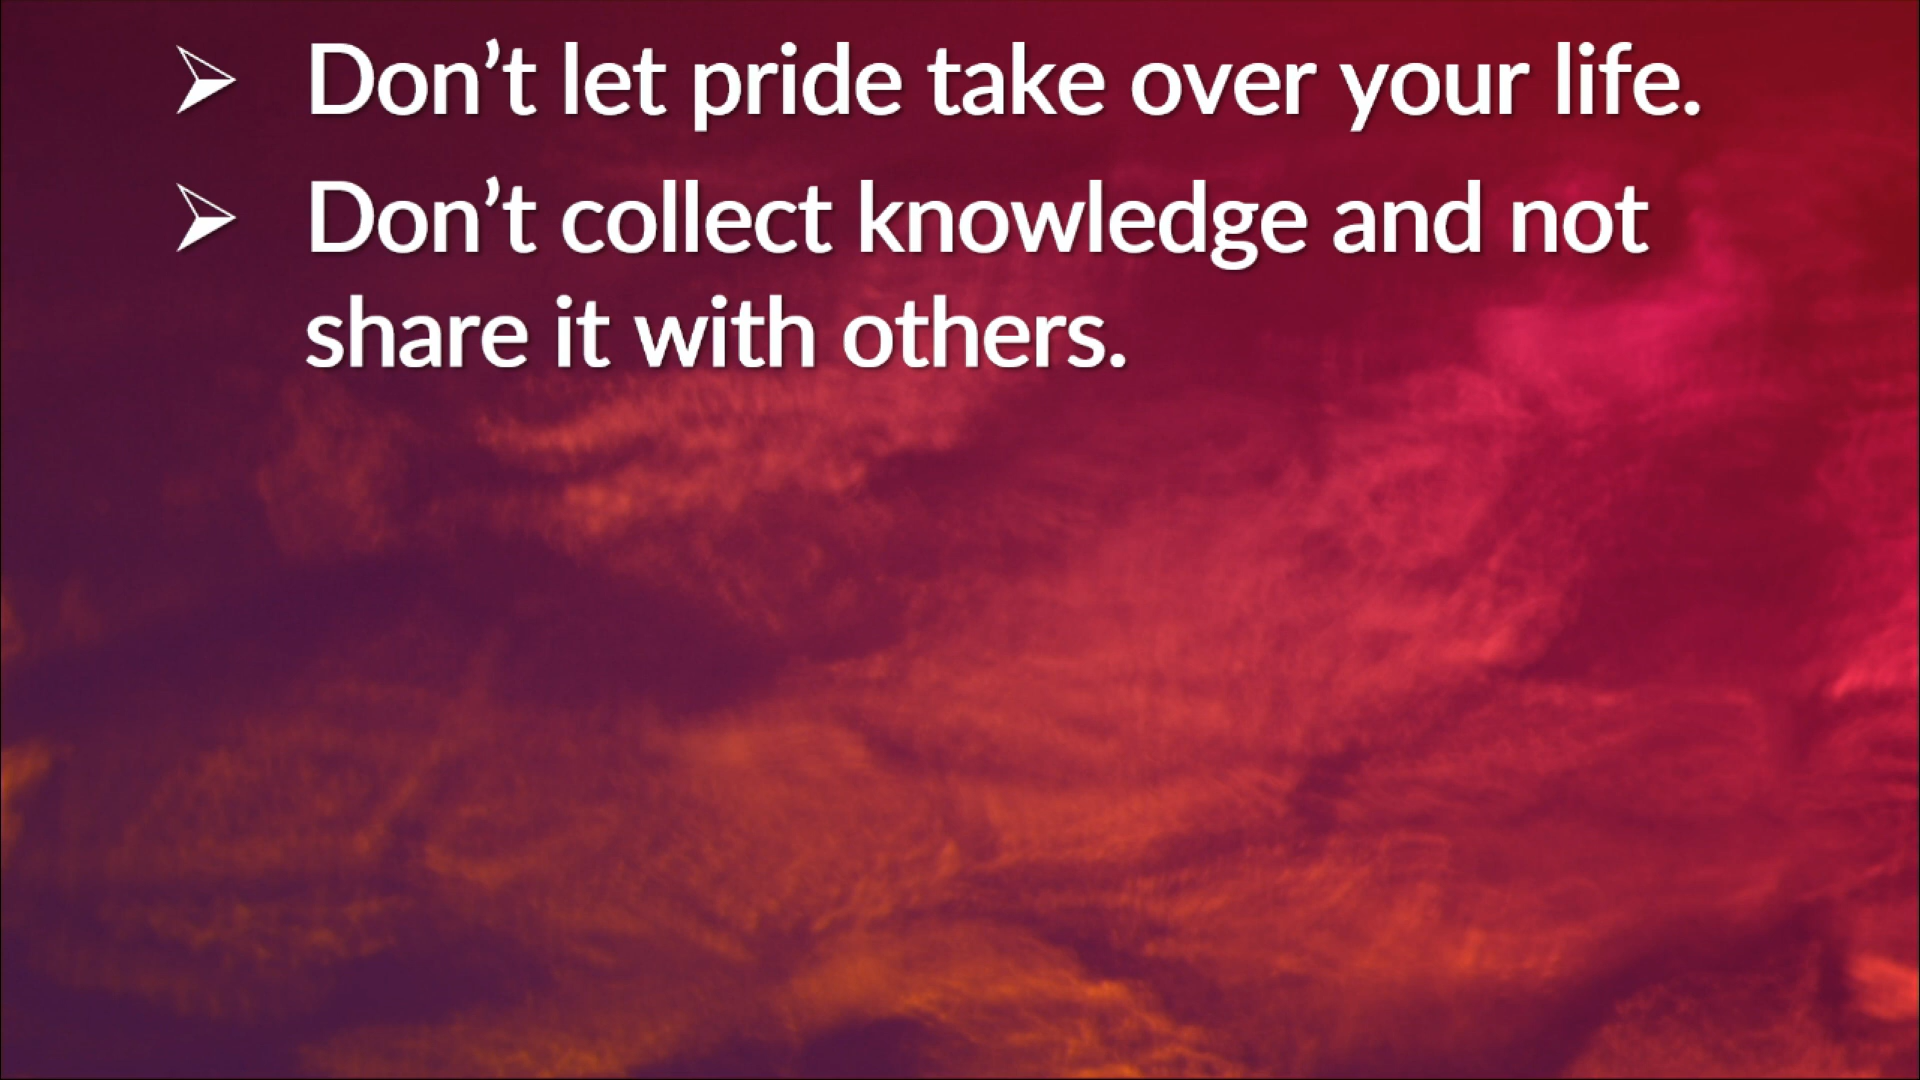 ➢ Don’t let pride take over your life.
➢ Don’t collect knowledge and not
share it with others.